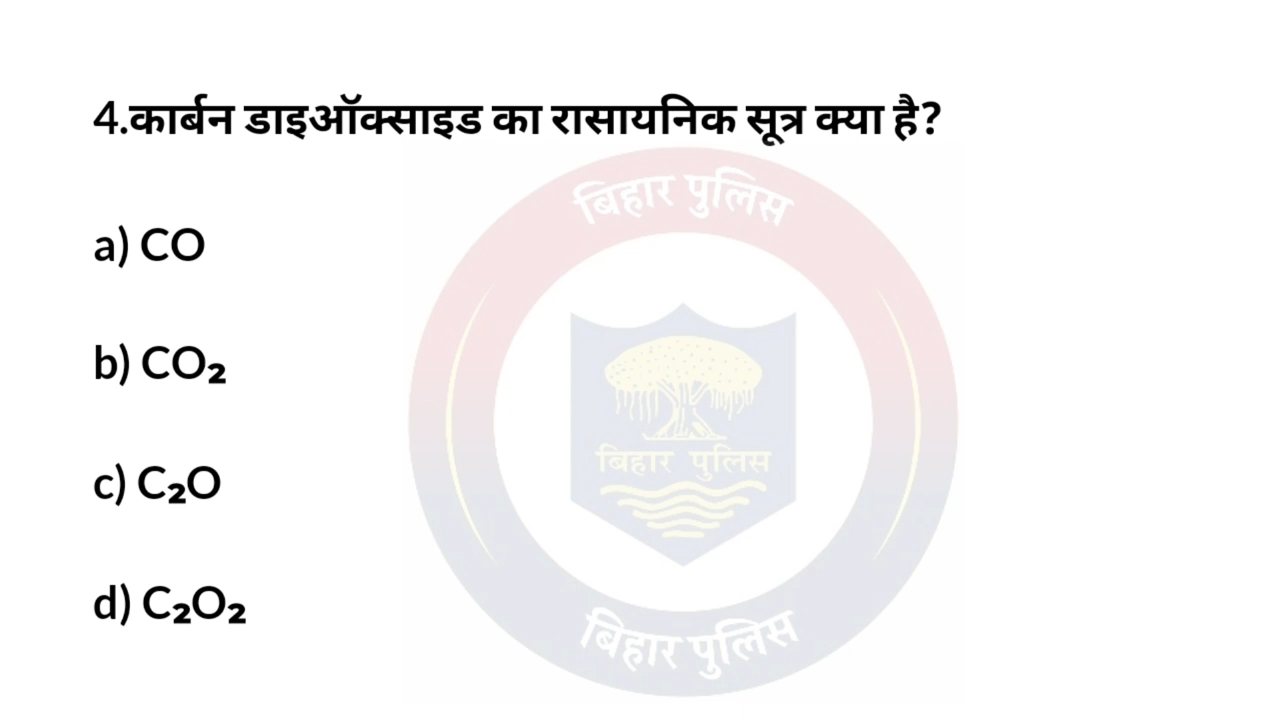 4.कार्बन डाइऑक्साइड का रासायनिक सूत्र क्या है?
बिहार पुलिस
a) CO
b) CO₂
बिहार पुलिस
c) C₂O
d) C₂O₂
बिहार पुलिस